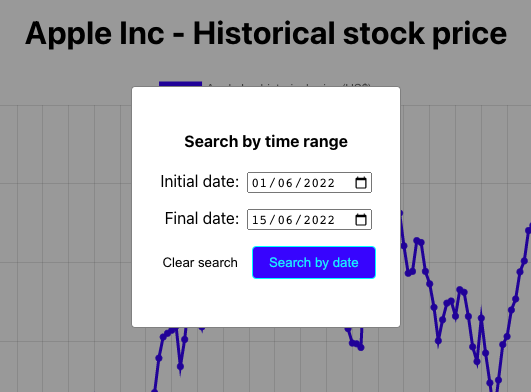 Apple Inc - Historical stock price
Search by time range
Initial date: 01/06/2022
Final date: 15/06/2022
Clear search Search by date